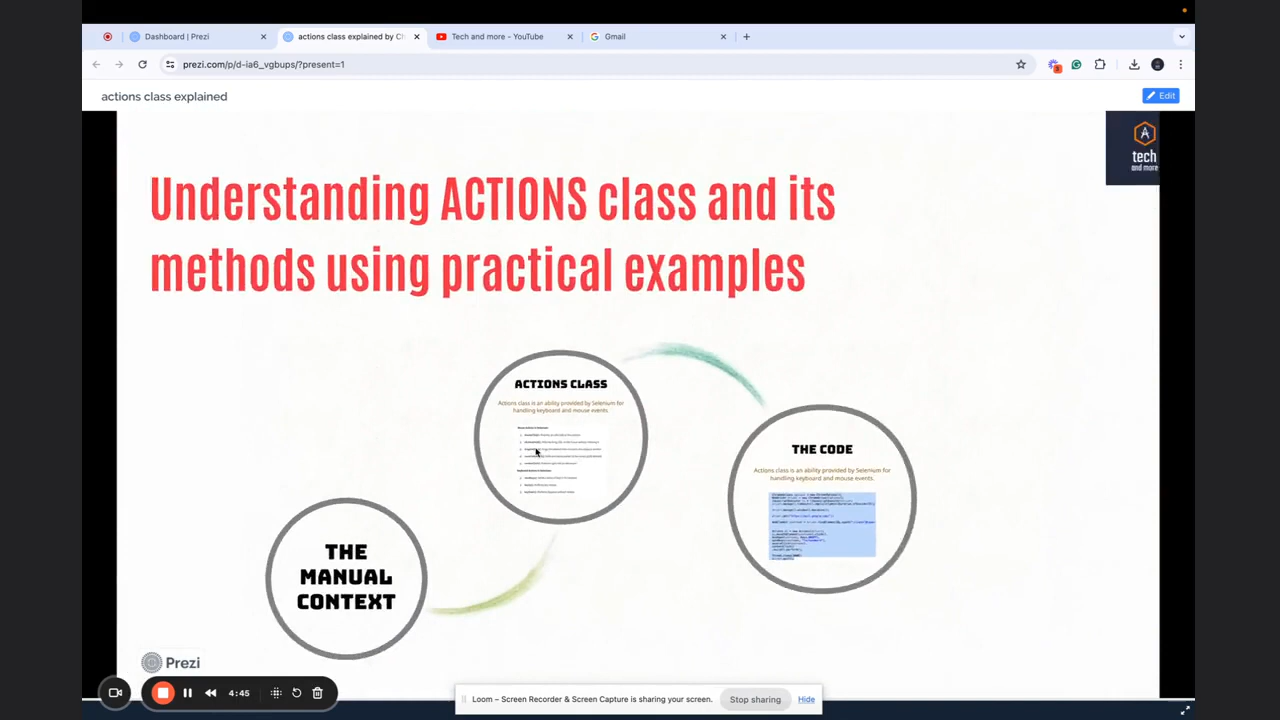 Dashboard | Prezi
actions class explained by Ch
Tech and more - YouTube
Gmail
prezi.com/p/d-ia6_vgbups/?present=1
actions class explained
Edit
tech
and more
Understanding ACTIONS class and its
methods using practical examples
ACTIONS CLASS
Actions class is an ability provided by Selenium for
handling keyboard and mouse events
THE CODE
Actions class is an ability provided by Selenium for
handling keyboard and mouse events.
THE
MANUAL
CONTEXT
Prezi
4:45
Loom – Screen Recorder & Screen Capture is sharing your screen.
Stop sharing
Hide